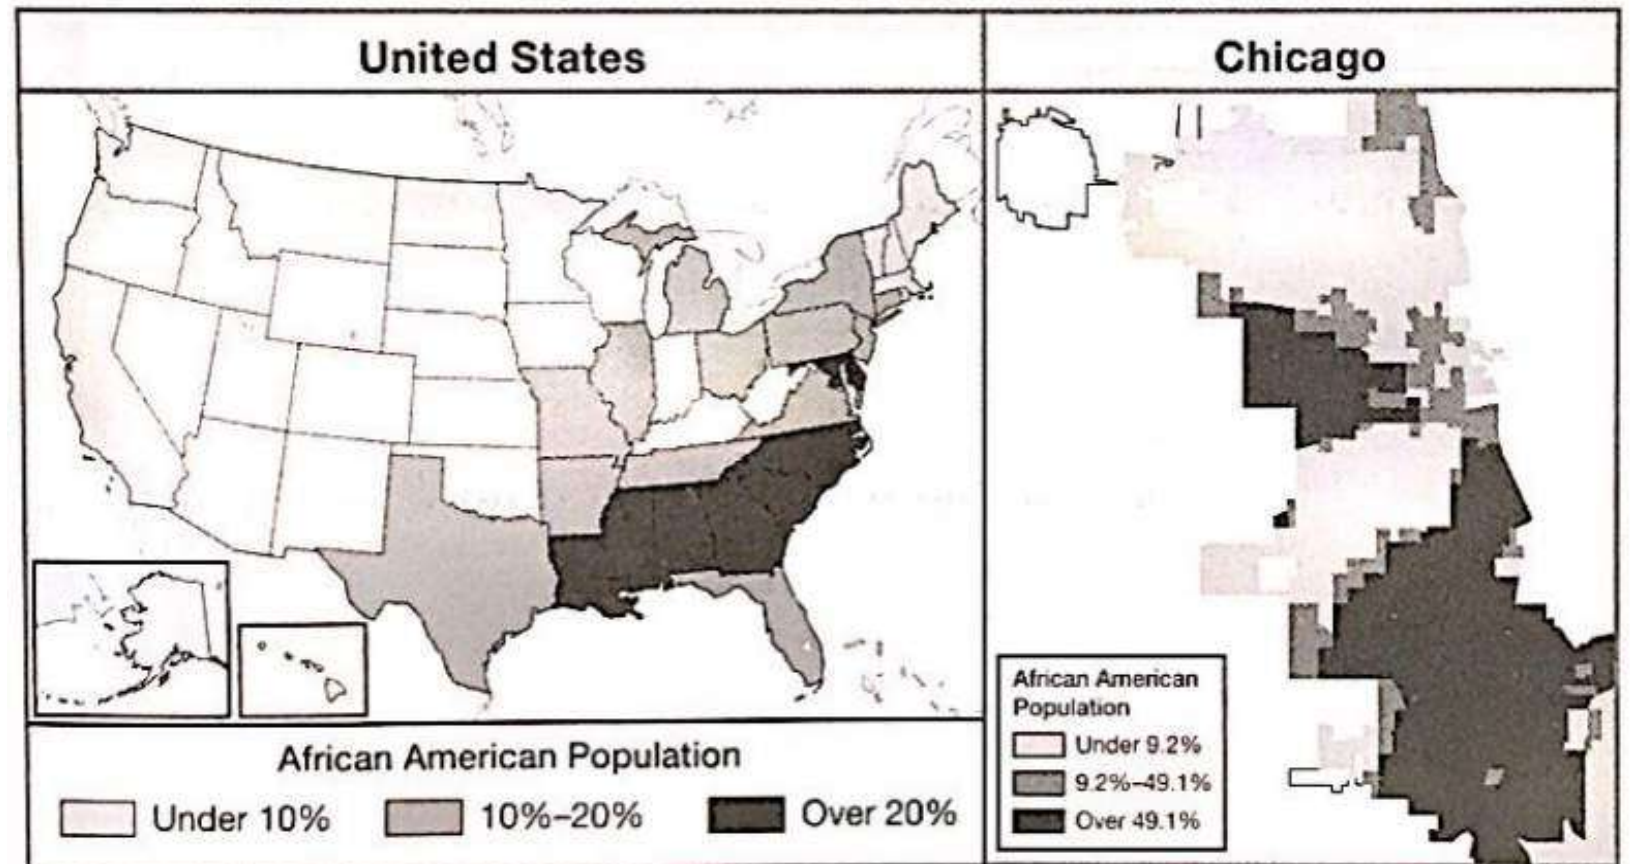 United States
Chicago
African American Population
Under 10%
10%–20%
Over 20%
African American
Population
Under 9.2%
9.2%–49.1%
Over 49.1%